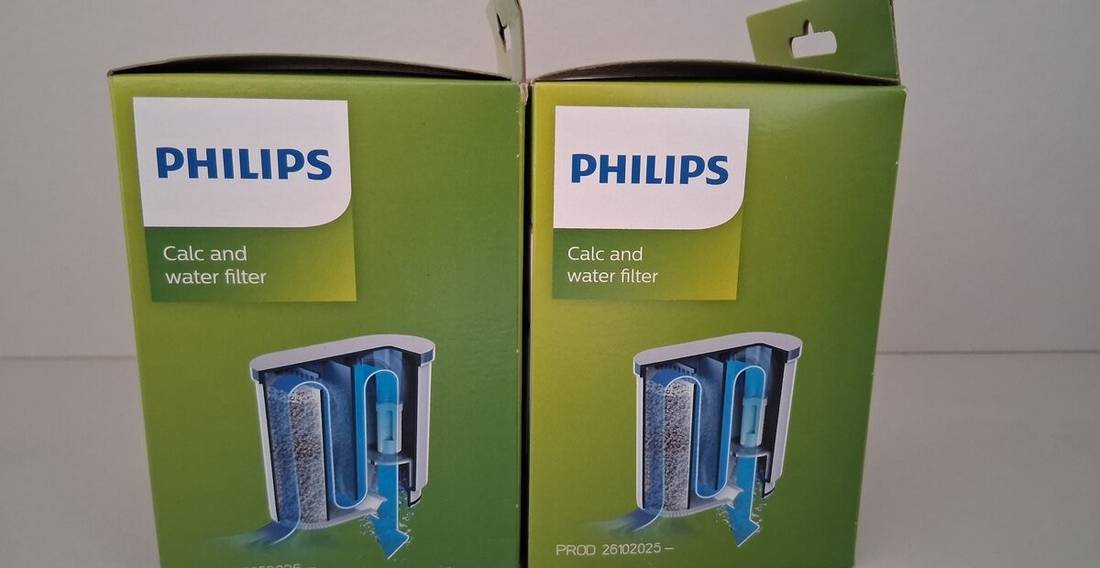 PHILIPS
Calc and
water filter
PHILIPS
Calc and
water filter
PROD 26102025 –